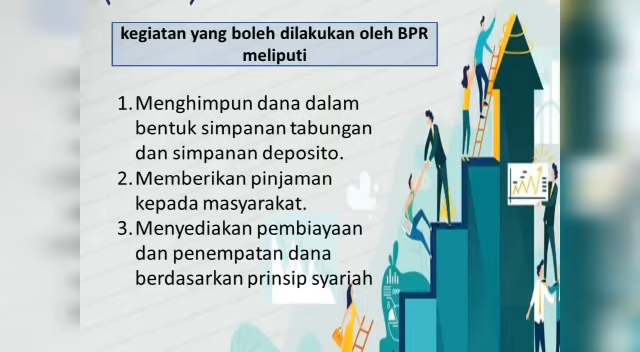 kegiatan yang boleh dilakukan oleh BPR
meliputi
1. Menghimpun dana dalam
bentuk simpanan tabungan
dan simpanan deposito.
2. Memberikan pinjaman
kepada masyarakat.
3. Menyediakan pembiayaan
dan penempatan dana
berdasarkan prinsip syariah